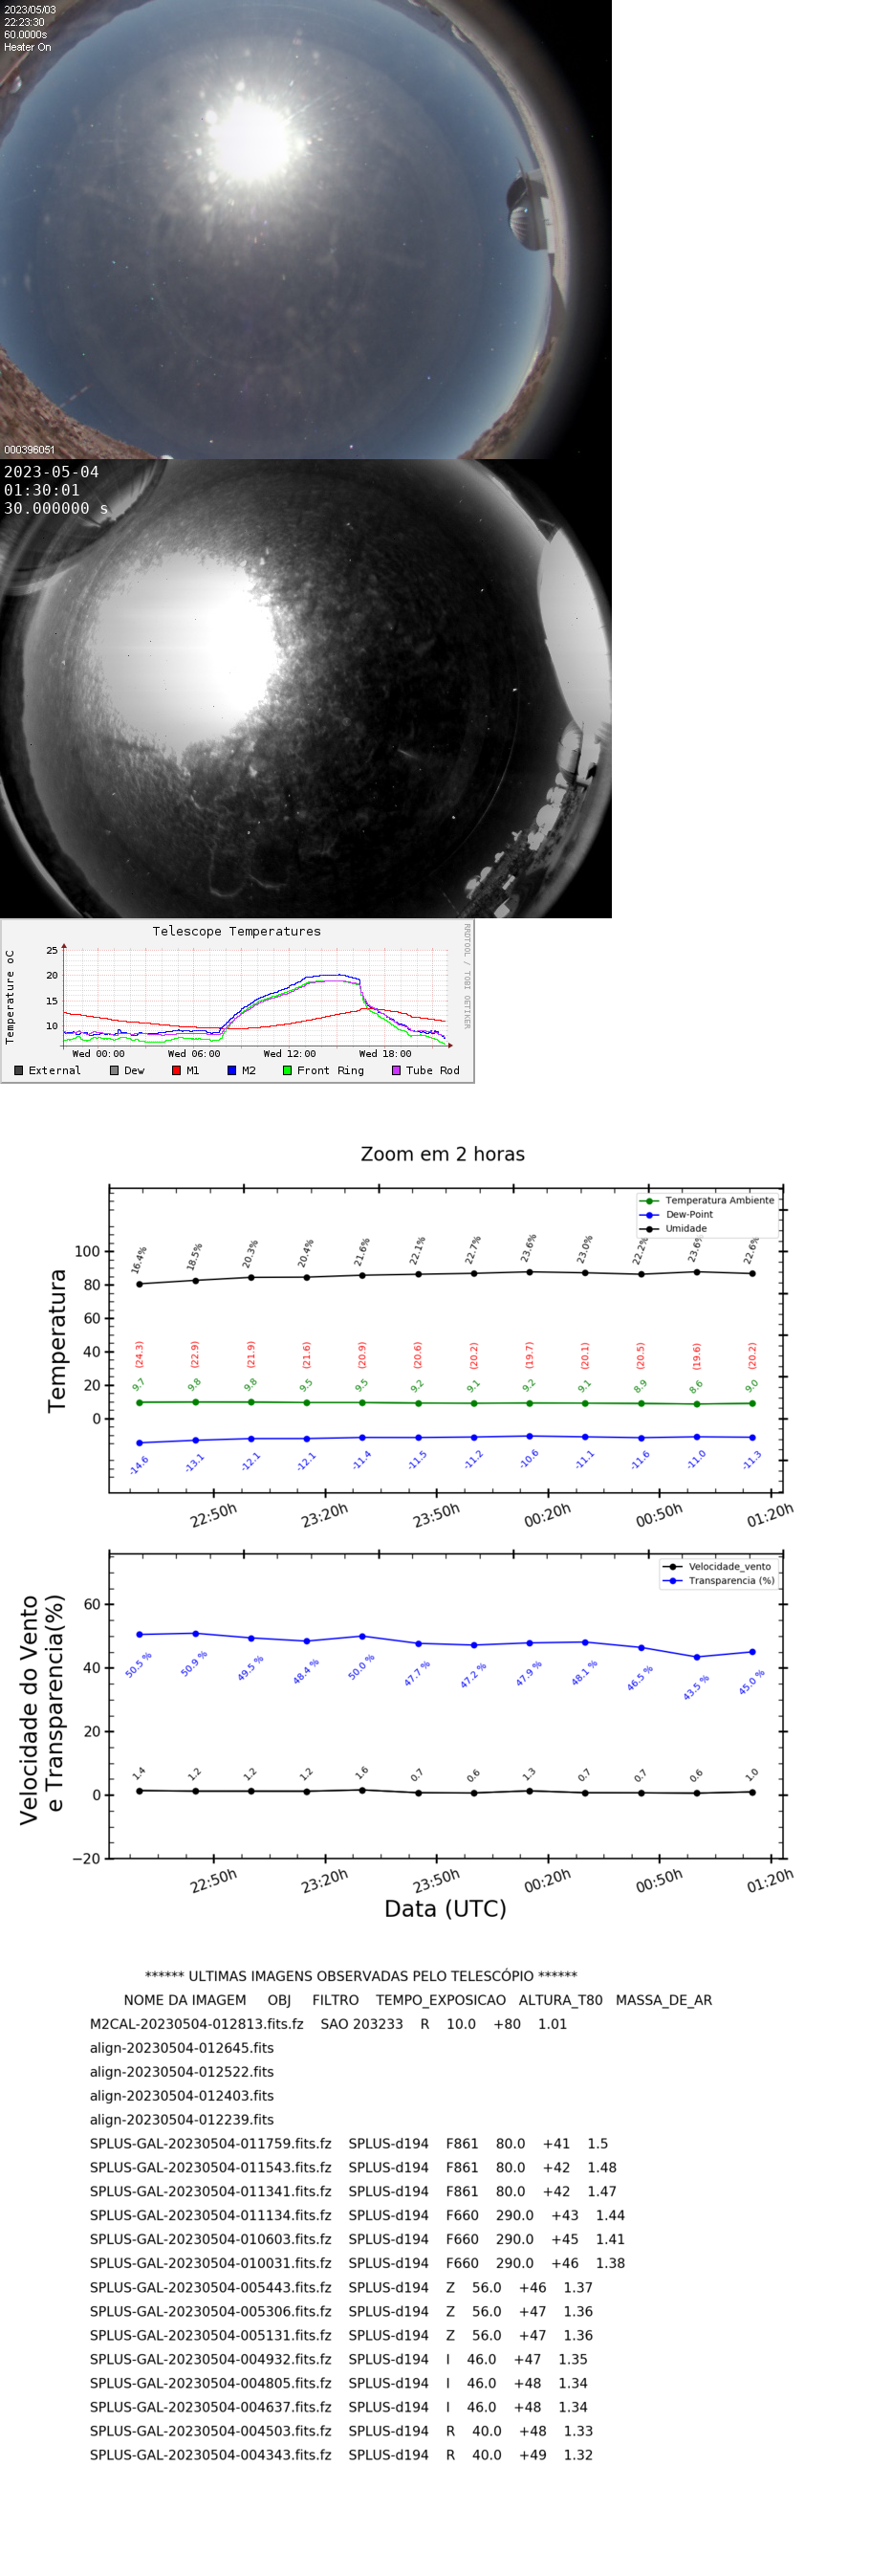 2023/05/03
22:23:30
60.0000s
Heater On
000396051
2023-05-04
01:30:01
30.000000 s
Telescope Temperatures
RRDTOOL / TOBI OETIKER
Temperature oC
25
20
15
10
Wed 00:00 Wed 06:00 Wed 12:00 Wed 18:00
External Dew M1 M2 Front Ring Tube Rod
Zoom em 2 horas
Temperatura Ambiente
Dew-Point
Umidade
Temperatura
100
80
60
40
20
0
16.4% 18.5% 20.3% 20.4% 21.6% 22.1% 22.7% 23.6% 23.0% 22.2% 23.6% 22.6%
(24.3) (22.9) (21.9) (21.6) (20.9) (20.6) (20.2) (19.7) (20.1) (20.5) (19.6) (20.2)
9.7 9.8 9.8 9.5 9.5 9.2 9.1 9.2 9.1 8.9 8.6 9.0
-14.6 -13.1 -12.1 -12.1 -11.4 -11.5 -11.2 -10.6 -11.1 -11.6 -11.0 -11.3
22:50h 23:20h 23:50h 00:20h 00:50h 01:20h
Velocidade_vento
Transparencia (%)
Velocidade do Vento
e Transparencia(%)
60
40
20
0
−20
50.5 % 50.9 % 49.5 % 48.4 % 50.0 % 47.7 % 47.2 % 47.9 % 48.1 % 46.5 % 43.5 % 45.0 %
1.4 1.2 1.2 1.2 1.6 0.7 0.6 1.3 0.7 0.7 0.6 1.0
22:50h 23:20h 23:50h 00:20h 00:50h 01:20h
Data (UTC)
****** ULTIMAS IMAGENS OBSERVADAS PELO TELESCÓPIO ******
NOME DA IMAGEM OBJ FILTRO TEMPO_EXPOSICAO ALTURA_T80 MASSA_DE_AR
M2CAL-20230504-012813.fits.fz SAO 203233 R 10.0 +80 1.01
align-20230504-012645.fits
align-20230504-012522.fits
align-20230504-012403.fits
align-20230504-012239.fits
SPLUS-GAL-20230504-011759.fits.fz SPLUS-d194 F861 80.0 +41 1.5
SPLUS-GAL-20230504-011543.fits.fz SPLUS-d194 F861 80.0 +42 1.48
SPLUS-GAL-20230504-011341.fits.fz SPLUS-d194 F861 80.0 +42 1.47
SPLUS-GAL-20230504-011134.fits.fz SPLUS-d194 F660 290.0 +43 1.44
SPLUS-GAL-20230504-010603.fits.fz SPLUS-d194 F660 290.0 +45 1.41
SPLUS-GAL-20230504-010031.fits.fz SPLUS-d194 F660 290.0 +46 1.38
SPLUS-GAL-20230504-005443.fits.fz SPLUS-d194 Z 56.0 +46 1.37
SPLUS-GAL-20230504-005306.fits.fz SPLUS-d194 Z 56.0 +47 1.36
SPLUS-GAL-20230504-005131.fits.fz SPLUS-d194 Z 56.0 +47 1.36
SPLUS-GAL-20230504-004932.fits.fz SPLUS-d194 I 46.0 +47 1.35
SPLUS-GAL-20230504-004805.fits.fz SPLUS-d194 I 46.0 +48 1.34
SPLUS-GAL-20230504-004637.fits.fz SPLUS-d194 I 46.0 +48 1.34
SPLUS-GAL-20230504-004503.fits.fz SPLUS-d194 R 40.0 +48 1.33
SPLUS-GAL-20230504-004343.fits.fz SPLUS-d194 R 40.0 +49 1.32